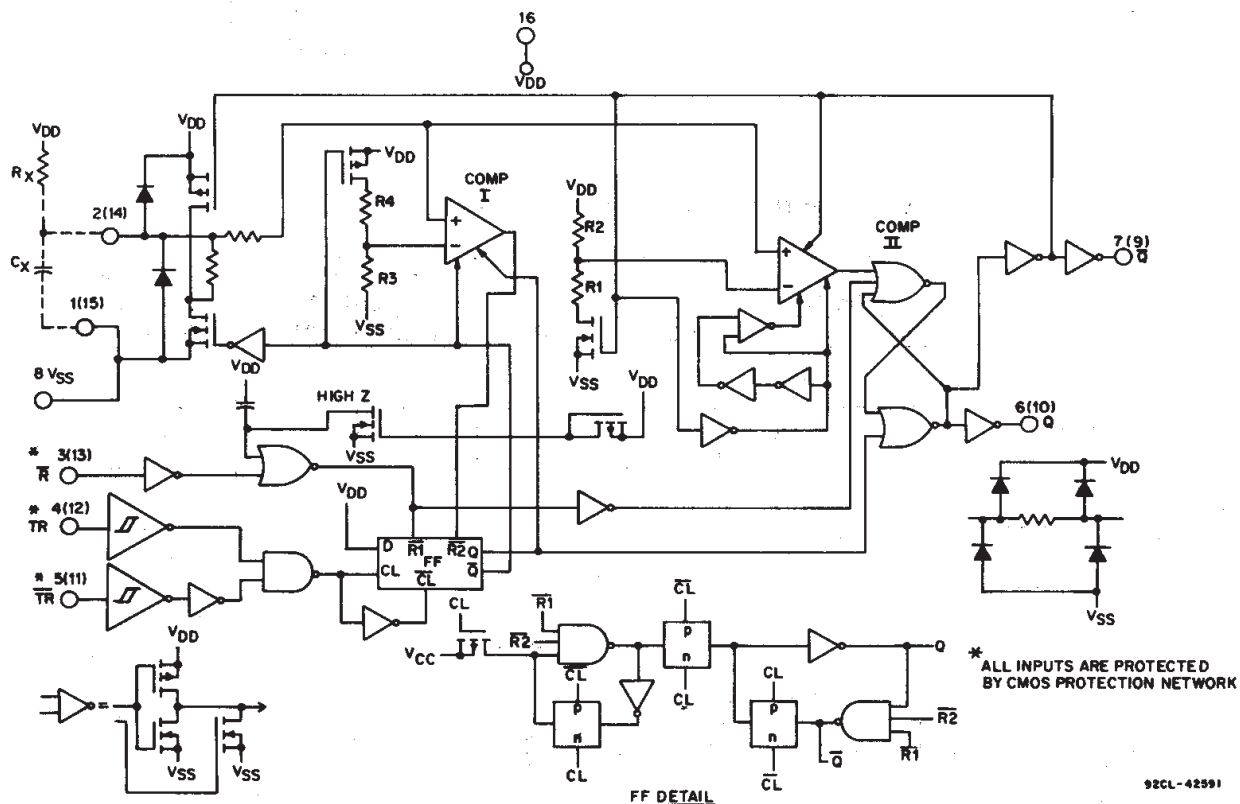 16
VDD
VDD
RX
2(14)
CX
1(15)
8 VSS
VDD
VDD
R4
R3
VSS
COMP
I
+
−
VDD
R2
R1
VSS
+
−
COMP
II
7(9)
Q̅
6(10)
Q
VDD
HIGH Z
VSS
VDD
* 3(13)
R̅
* 4(12)
TR
* 5(11)
T̅R̅
VDD
D
R̅1̅
R̅2̅
Q
FF
CL
C̅L̅
Q̅
VDD
VSS
VDD
=
VSS
VSS
CL
VCC
R̅1̅
R̅2̅
C̅L̅
p
n
CL
C̅L̅
p
n
CL
Q
CL
p
n
C̅L̅
Q̅
R̅2̅
R̅1̅
FF DETAIL
* ALL INPUTS ARE PROTECTED
BY CMOS PROTECTION NETWORK
92CL-42591